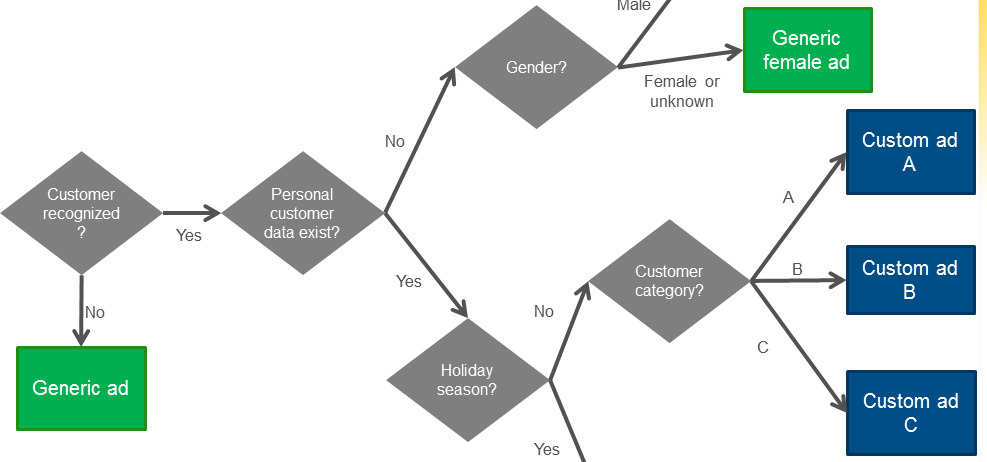 Male
Generic
female ad
Gender?
Female or
unknown
No
Custom ad
A
Customer
recognized
?
Yes
Personal
customer
data exist?
A
Yes
Customer
category?
B
Custom ad
B
No
No
C
Generic ad
Holiday
season?
Custom ad
C
Yes